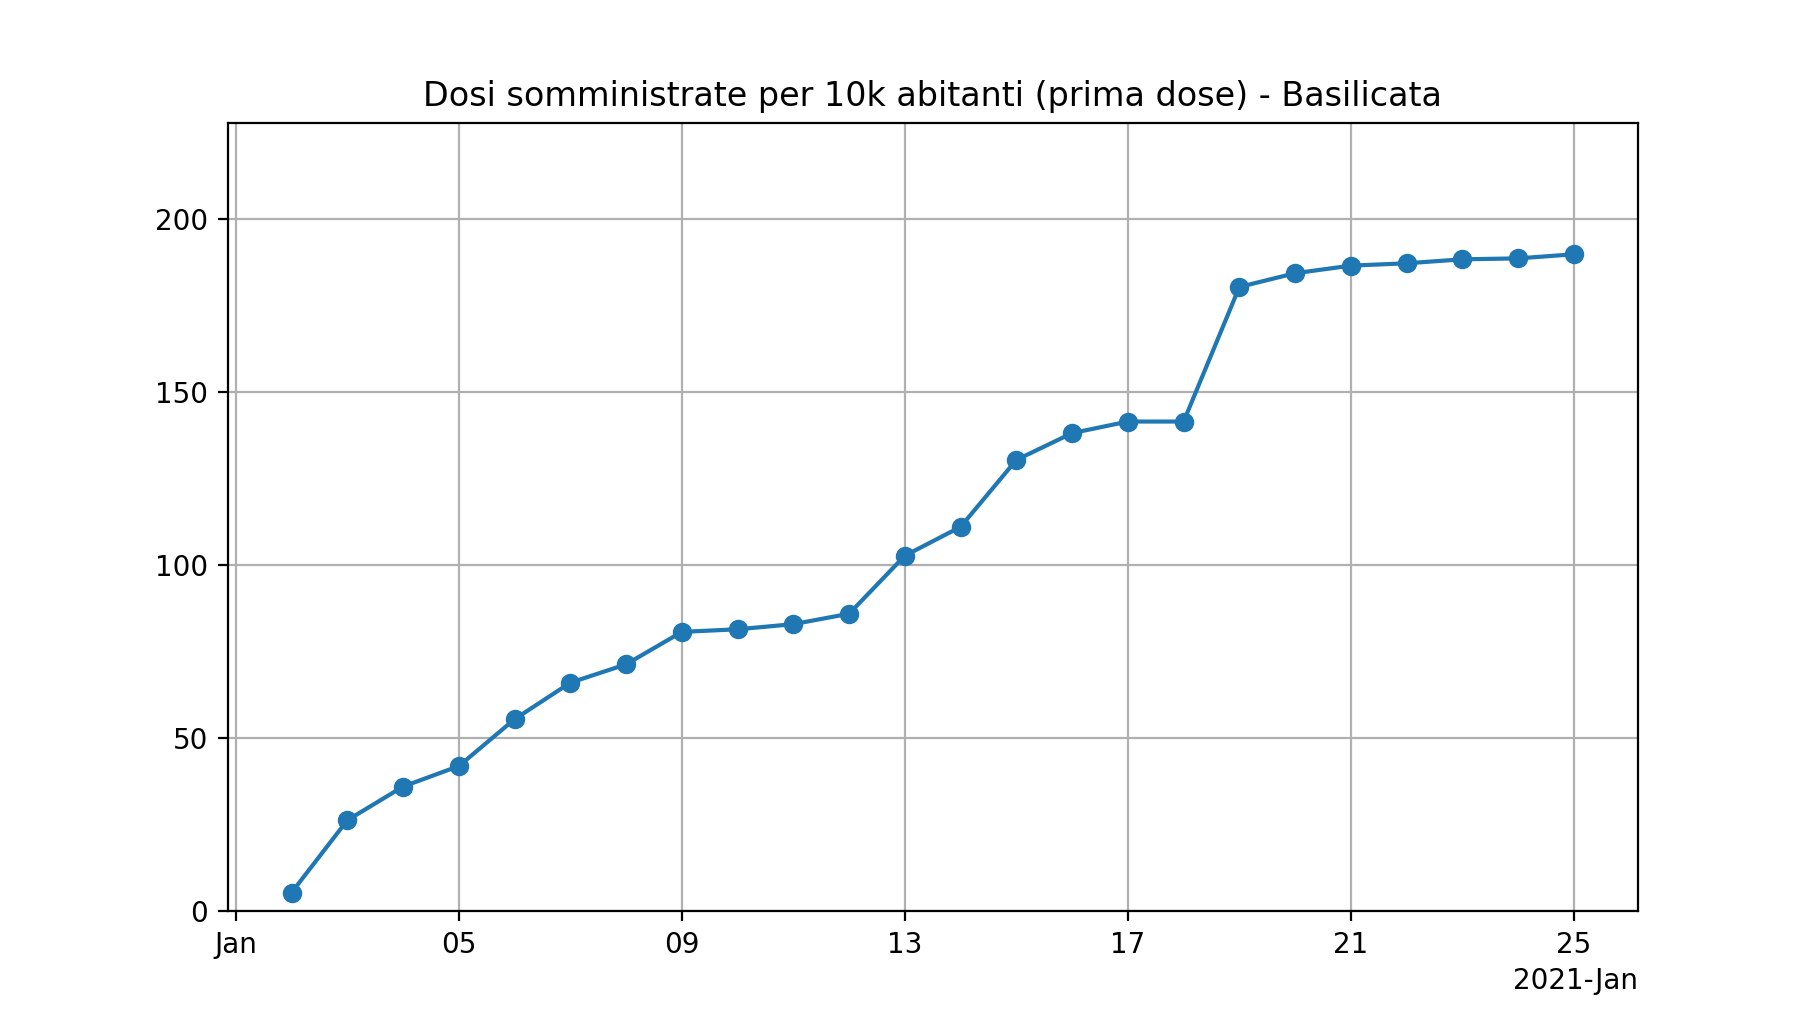 Dosi somministrate per 10k abitanti (prima dose) - Basilicata
200
150
100
50
0
Jan 05 09 13 17 21 25
2021-Jan